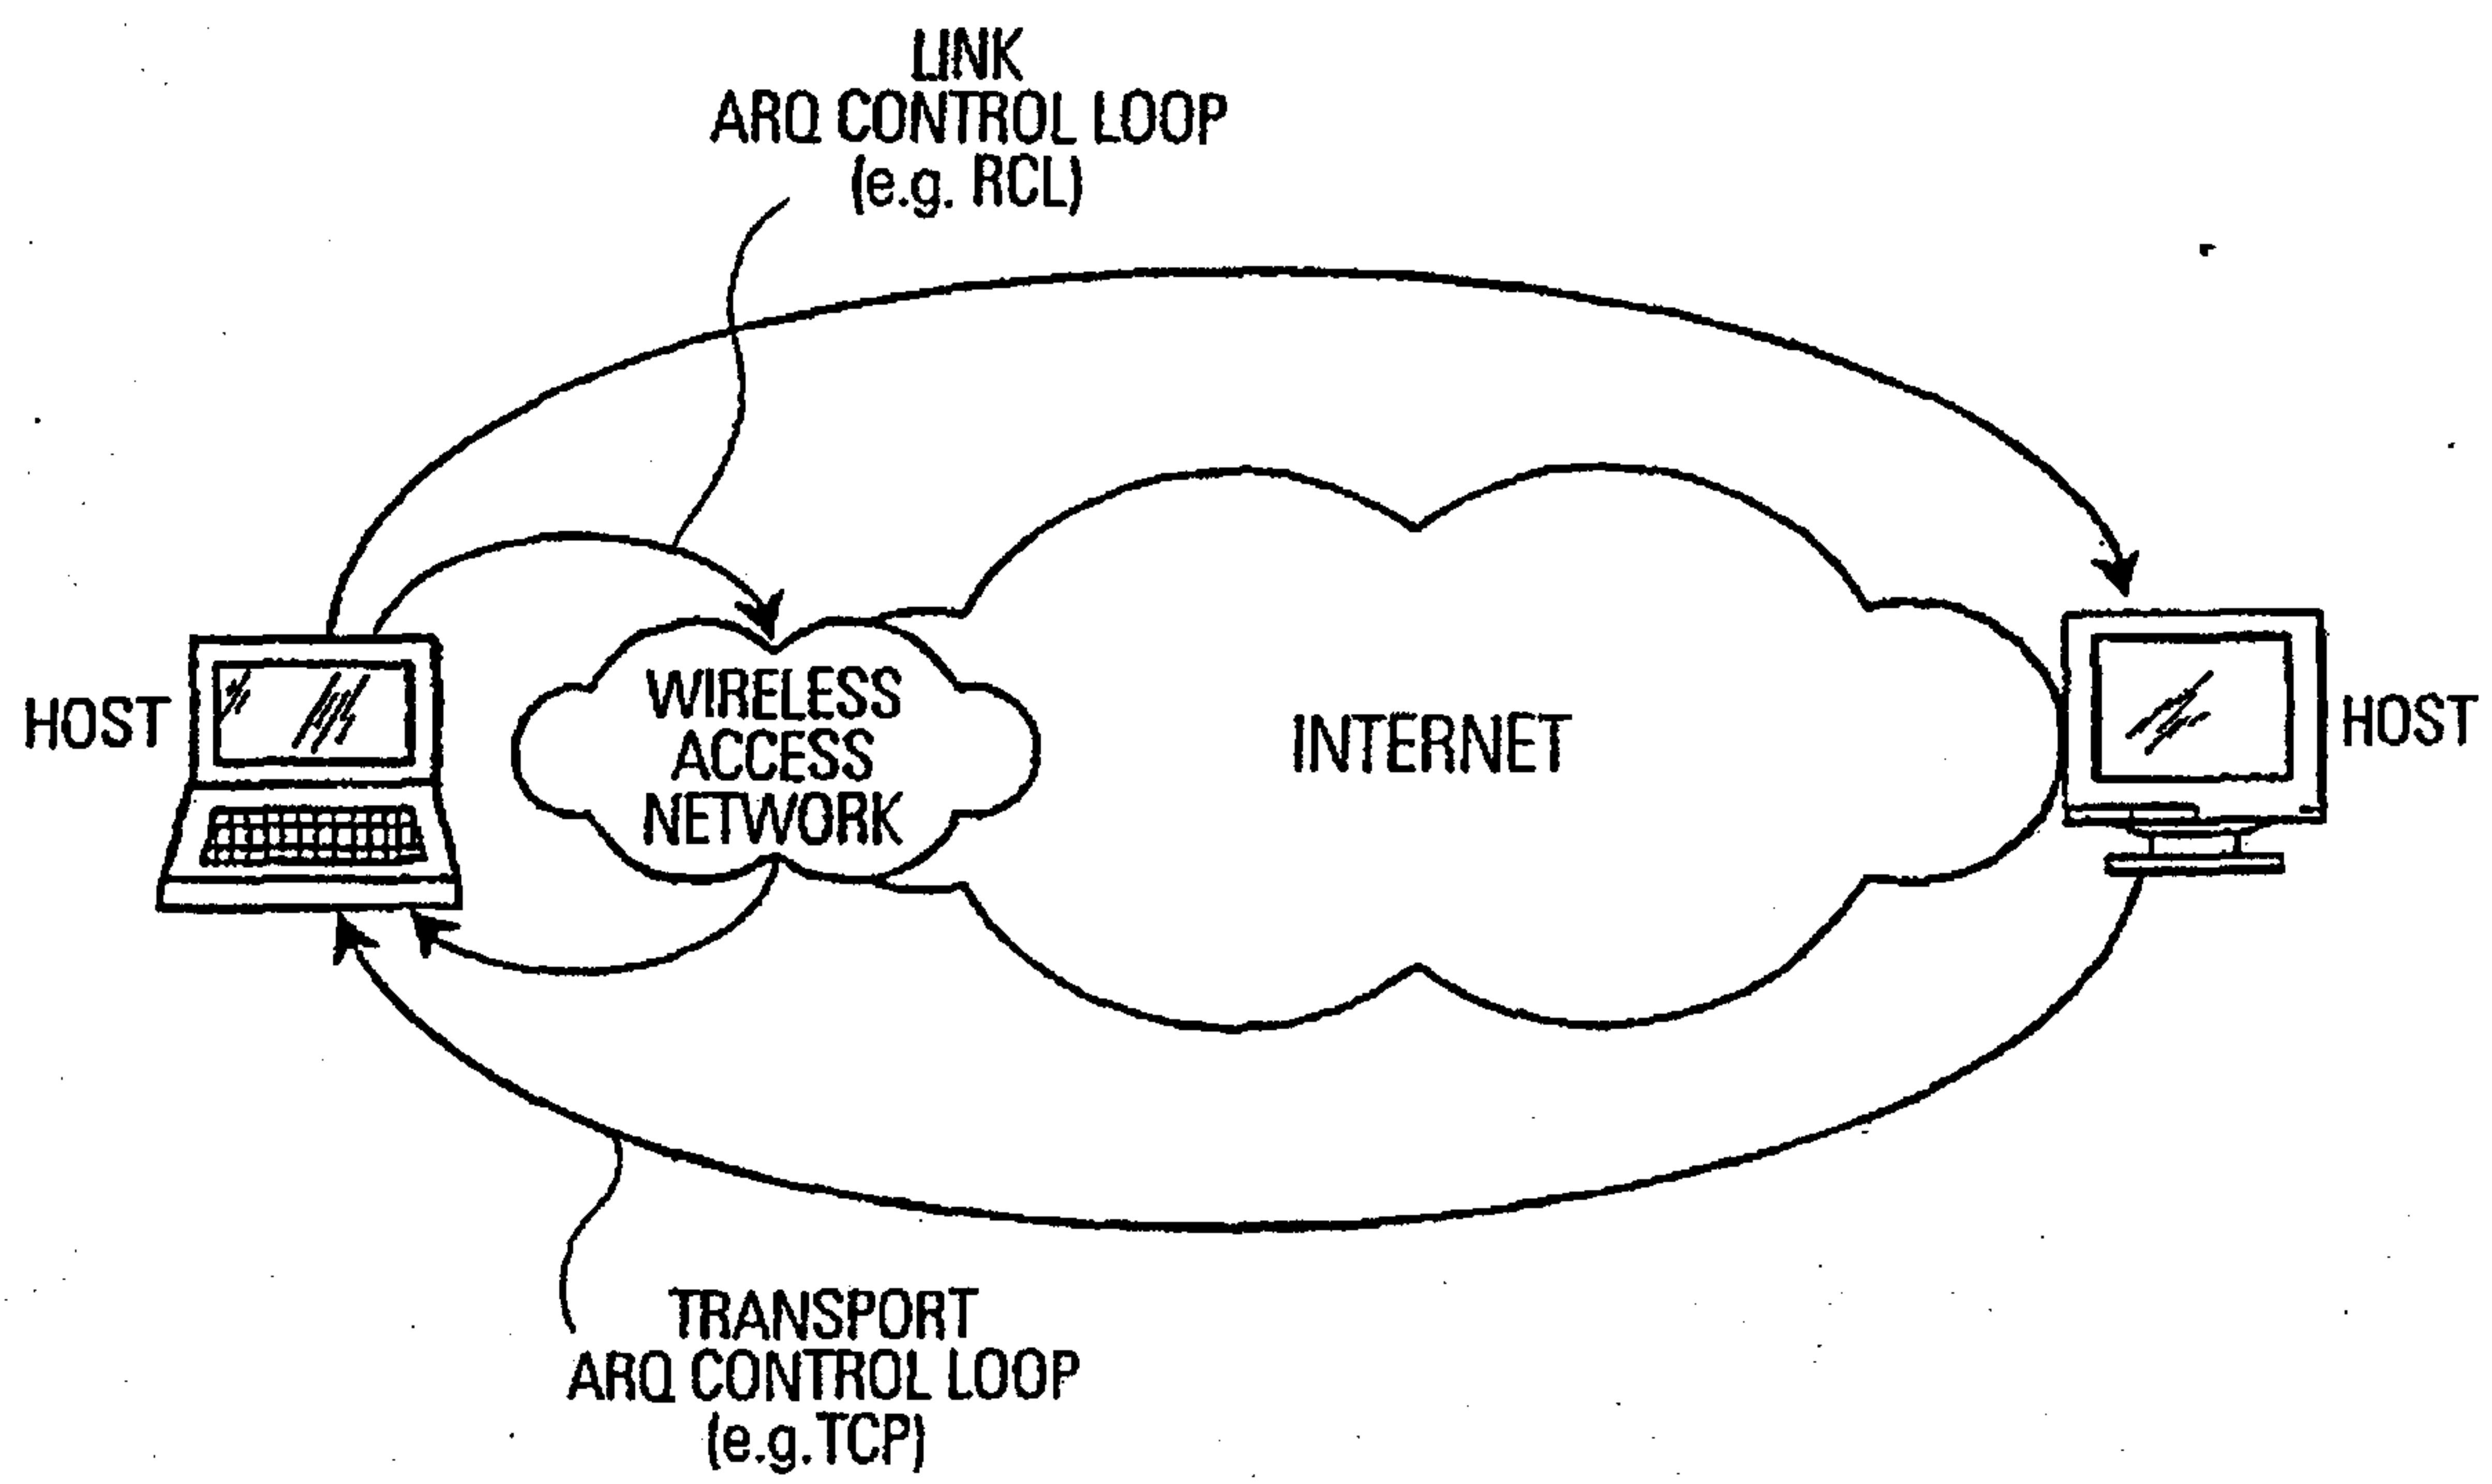 LINK
ARQ CONTROL LOOP
(e.g. RCL)
HOST
WIRELESS
ACCESS
NETWORK
INTERNET
HOST
TRANSPORT
ARQ CONTROL LOOP
(e.g.TCP)